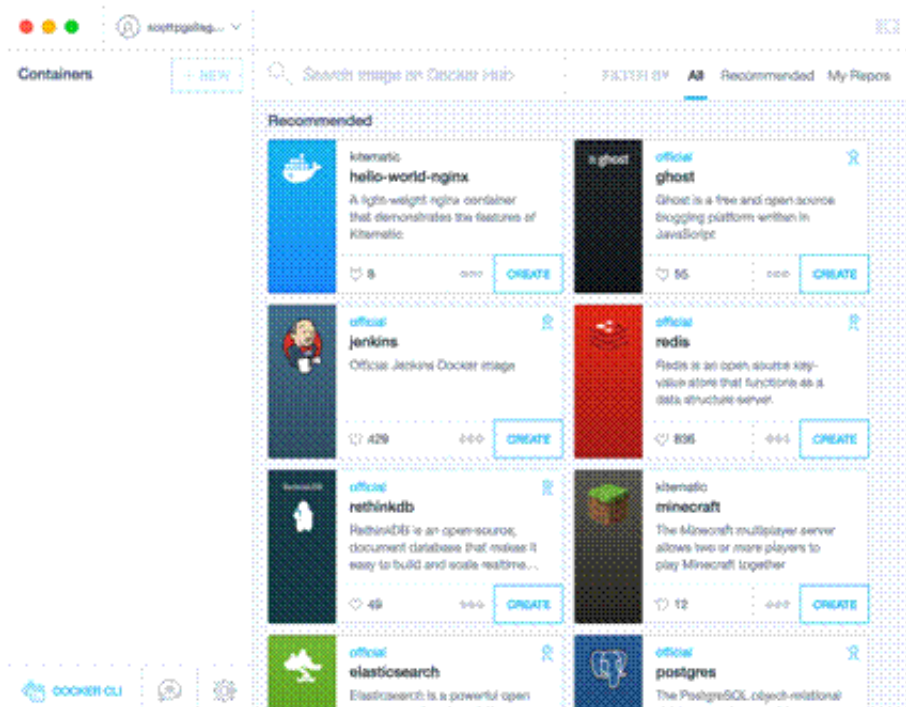 Containers
+ NEW
Search image on Docker Hub
FILTER BY All Recommended My Repos
Recommended
kitematic
hello-world-nginx
A light-weight nginx container
that demonstrates the features of
Kitematic
CREATE
ghost
official
ghost
Ghost is a free and open source
blogging platform written in
JavaScript
55
CREATE
official
jenkins
Official Jenkins Docker image
429
CREATE
official
redis
Redis is an open source key-
value store that functions as a
data structure server.
836
CREATE
official
rethinkdb
RethinkDB is an open-source,
document database that makes it
easy to build and scale realtime...
49
CREATE
kitematic
minecraft
The Minecraft multiplayer server
allows two or more players to
play Minecraft together
12
CREATE
official
elasticsearch
Elasticsearch is a powerful open
official
postgres
The PostgreSQL object-relational
DOCKER CLI